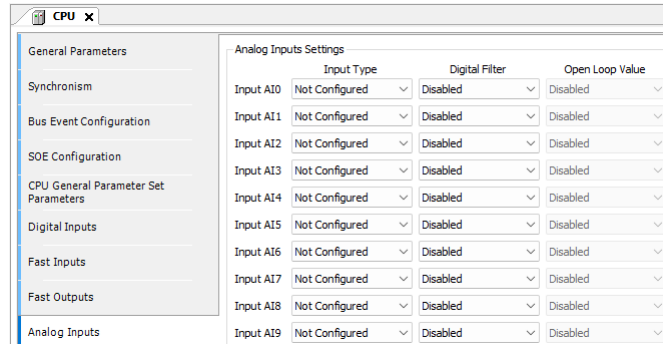 CPU x
General Parameters
Synchronism
Bus Event Configuration
SOE Configuration
CPU General Parameter Set
Parameters
Digital Inputs
Fast Inputs
Fast Outputs
Analog Inputs
Analog Inputs Settings
Input Type Digital Filter Open Loop Value
Input AI0 Not Configured Disabled Disabled
Input AI1 Not Configured Disabled Disabled
Input AI2 Not Configured Disabled Disabled
Input AI3 Not Configured Disabled Disabled
Input AI4 Not Configured Disabled Disabled
Input AI5 Not Configured Disabled Disabled
Input AI6 Not Configured Disabled Disabled
Input AI7 Not Configured Disabled Disabled
Input AI8 Not Configured Disabled Disabled
Input AI9 Not Configured Disabled Disabled